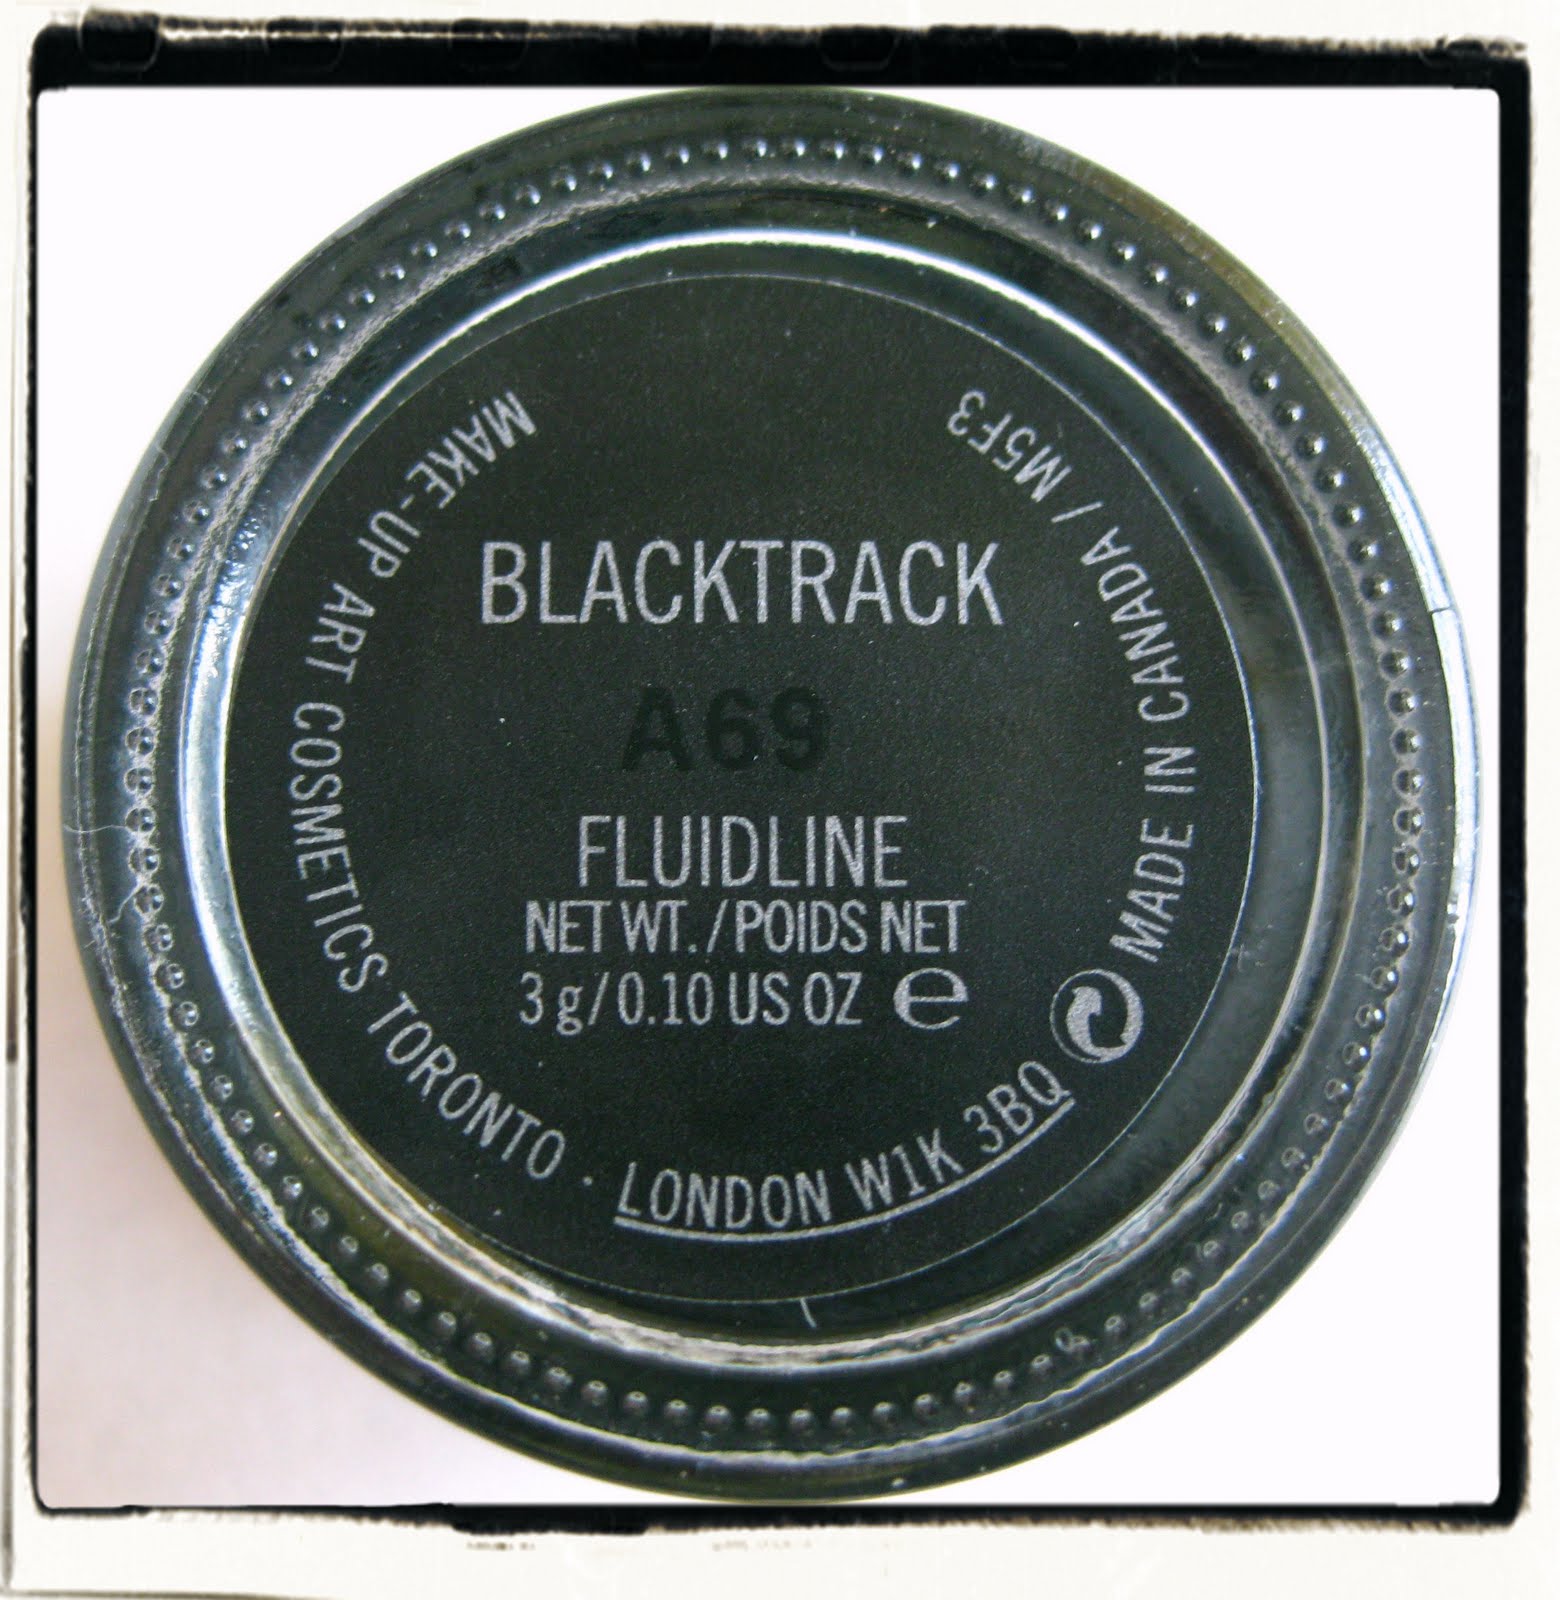 BLACKTRACK
A69
FLUIDLINE
NET WT. / POIDS NET
3 g / 0.10 US OZ e
MAKE-UP ART COSMETICS TORONTO · LONDON W1K 3BQ
MADE IN CANADA / M5F3